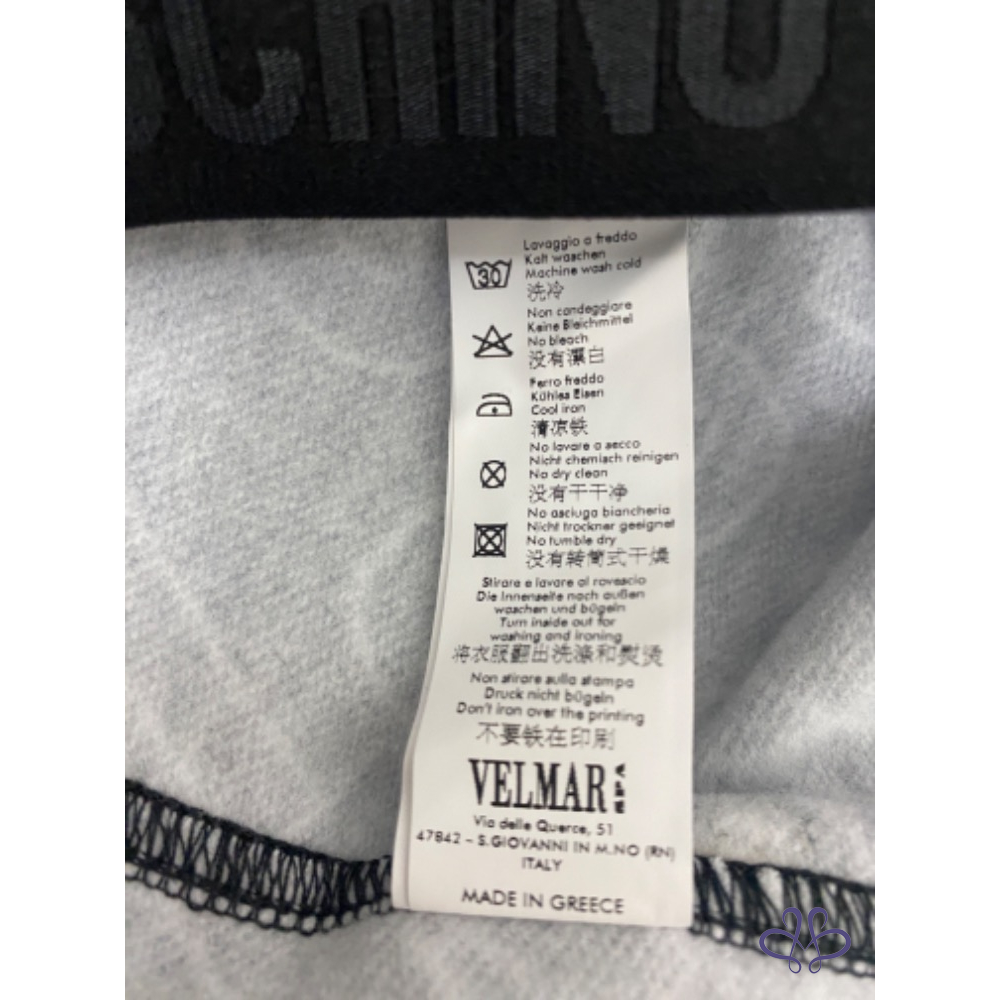 SCHINO
30
Lavaggio a freddo
Kalt waschen
Machine wash cold
洗冷
Non candeggiare
Keine Bleichmittel
No bleach
没有漂白
Ferro freddo
Kühles Eisen
Cool iron
清凉铁
No lavare a secco
Nicht chemisch reinigen
No dry clean
没有干干净
No asciuga biancheria
Nicht trockner geeignet
No tumble dry
没有转筒式干燥
Stirare e lavare al rovescio
Die Innenseite nach außen
waschen und bügeln
Turn inside out for
washing and ironing
将衣服翻出洗涤和熨烫
Non stirare sulla stampa
Druck nicht bügeln
Don't iron over the printing
不要铁在印刷
VELMAR SPA
Via delle Querce, 51
47842 - S.GIOVANNI IN M.NO (RN)
ITALY
MADE IN GREECE